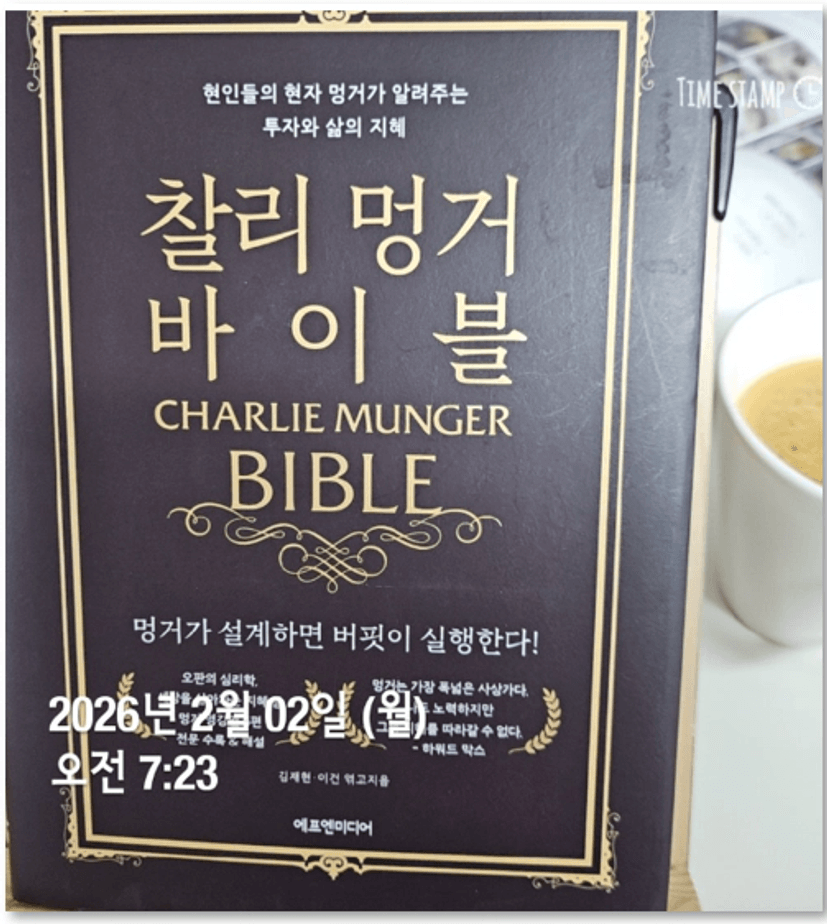 현인들의 현자 멍거가 알려주는
투자와 삶의 지혜
TIMESTAMP
찰리 멍거
바이블
CHARLIE MUNGER
BIBLE
멍거가 설계하면 버핏이 실행한다!
오판의 심리학,
지혜
멍거
전문 수록 & 해설
멍거는 가장 폭넓은 사상가다.
노력하지만
따라갈 수 없다.
- 하워드 막스
2026년 2월 02일 (월)
오전 7:23
김재현·이건 엮고지음
에프엔미디어